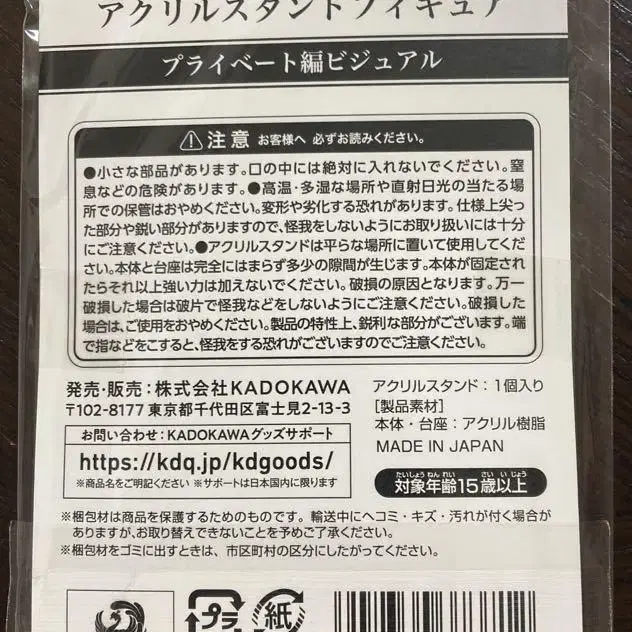 アクリルスタンドフィギュア
プライベート編ビジュアル
注意 お客様へ 必ずお読みください。
●小さな部品があります。口の中には絶対に入れないでください。窒
息などの危険があります。●高温・多湿な場所や直射日光の当たる場
所での保管はおやめください。変形や劣化する恐れがあります。仕様上尖っ
た部分や鋭い部分がありますので、怪我をしないようにお取り扱いには十分
にご注意ください。●アクリルスタンドは平らな場所に置いて使用してくだ
さい。本体と台座は完全にはまらず多少の隙間が生じます。本体が固定され
たらそれ以上強い力は加えないでください。破損の原因となります。万一
破損した場合は破片で怪我などをしないようにご注意ください。破損した
場合は、ご使用をおやめください。製品の特性上、鋭利な部分がございます。端
で指などをこすると、怪我をする恐れがございますのでご注意ください。
発売・販売：株式会社KADOKAWA
〒102-8177 東京都千代田区富士見2-13-3
お問い合わせ：KADOKAWAグッズサポート
https://kdq.jp/kdgoods/
※商品名をご明記ください ※サポートは日本国内に限ります
アクリルスタンド：1個入り
[製品素材]
本体・台座：アクリル樹脂
MADE IN JAPAN
たいしょうねんれい さいいじょう
対象年齢15歳以上
※梱包材は商品を保護するためのものです。輸送中にヘコミ・キズ・汚れが付く場合が
ありますが、お取り替えできないことを予めご了承ください。
※梱包材をゴミに出すときは、市区町村の区分にしたがってください。
プラ
紙